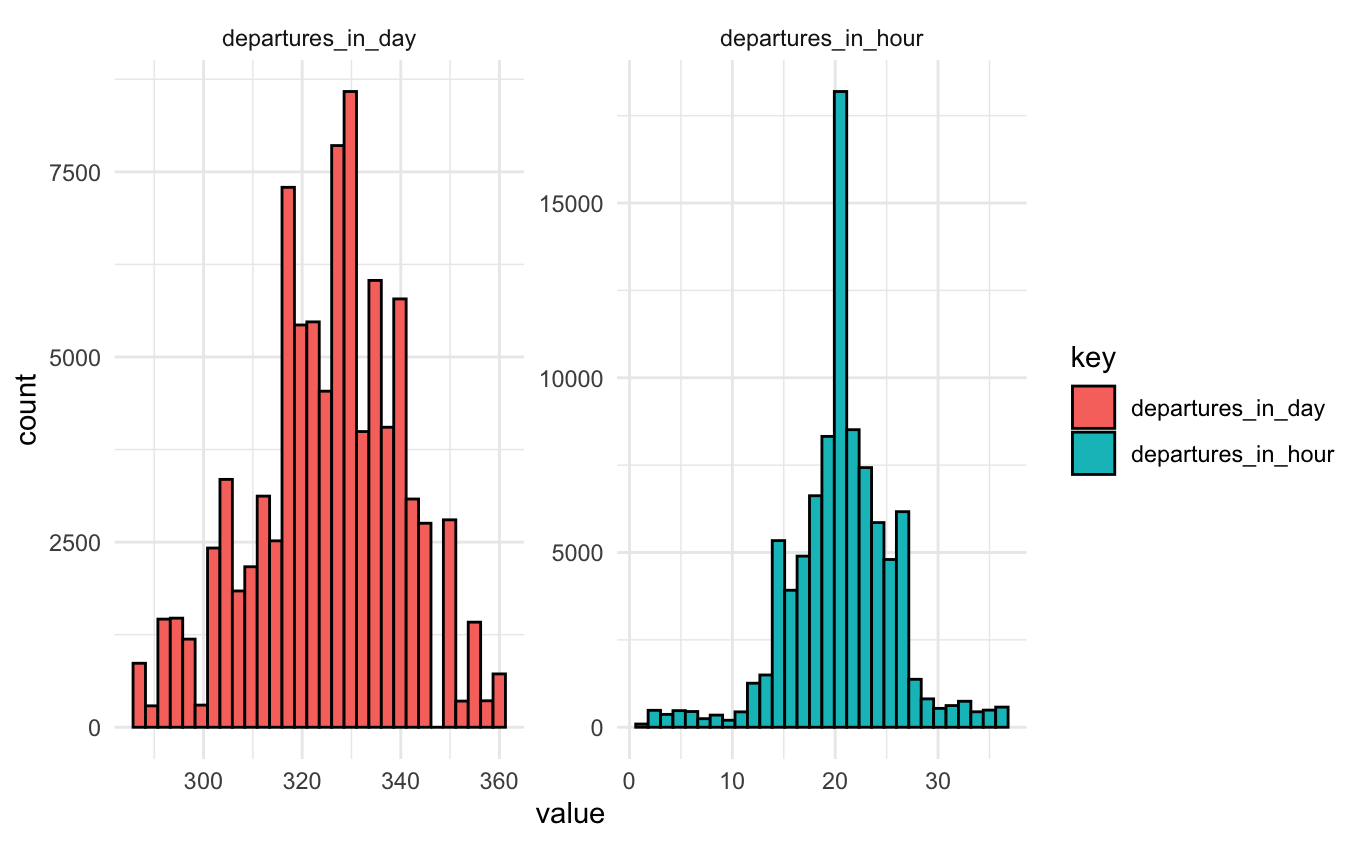 departures_in_day
departures_in_hour
count
7500
5000
2500
0
300
320
340
360
15000
10000
5000
0
0
10
20
30
value
key
departures_in_day
departures_in_hour